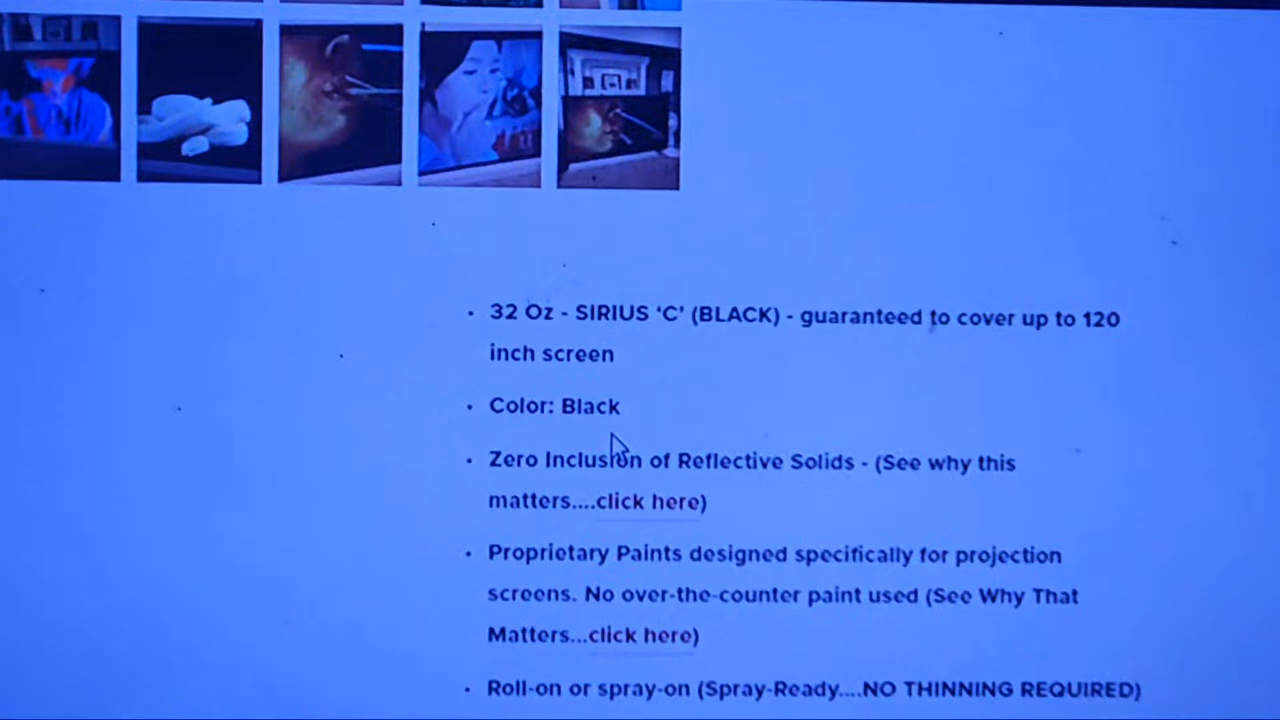 • 32 Oz - SIRIUS ‘C’ (BLACK) - guaranteed to cover up to 120
inch screen
• Color: Black
• Zero Inclusion of Reflective Solids - (See why this
matters....click here)
• Proprietary Paints designed specifically for projection
screens. No over-the-counter paint used (See Why That
Matters...click here)
• Roll-on or spray-on (Spray-Ready....NO THINNING REQUIRED)